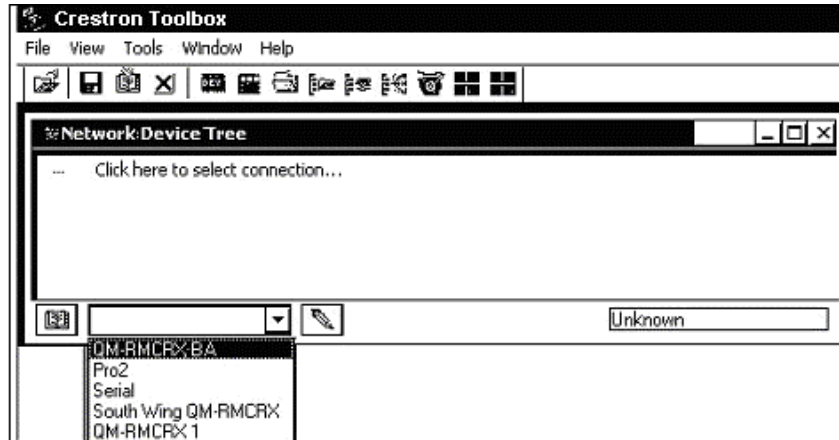 Crestron Toolbox
File View Tools Window Help
Network:Device Tree
... Click here to select connection...
Unknown
QM-RMCRX-BA
Pro2
Serial
South Wing QM-RMCRX
QM-RMCRX 1